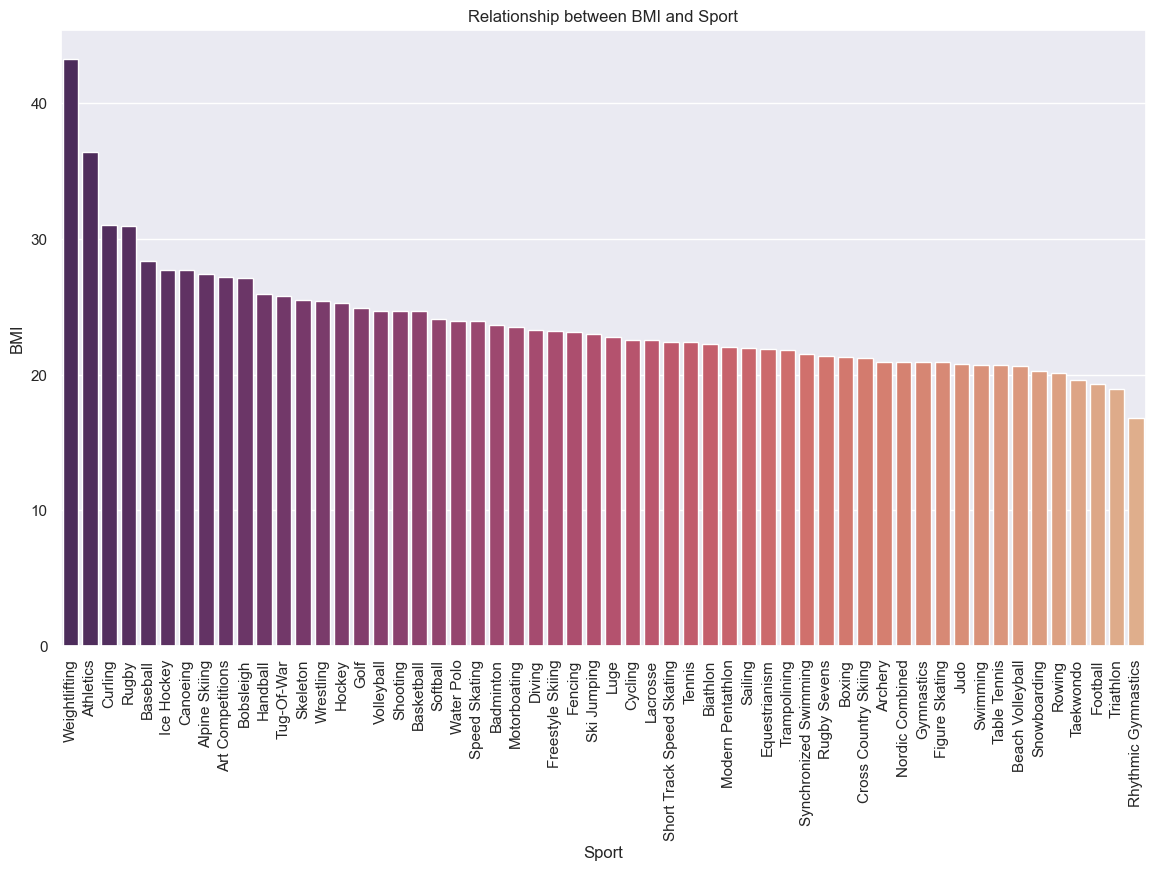 Relationship between BMI and Sport
BMI
40
30
20
10
0
Weightlifting
Athletics
Curling
Rugby
Baseball
Ice Hockey
Canoeing
Alpine Skiing
Art Competitions
Bobsleigh
Handball
Tug-Of-War
Skeleton
Wrestling
Hockey
Golf
Volleyball
Shooting
Basketball
Softball
Water Polo
Speed Skating
Badminton
Motorboating
Diving
Freestyle Skiing
Fencing
Ski Jumping
Luge
Cycling
Lacrosse
Short Track Speed Skating
Tennis
Biathlon
Modern Pentathlon
Sailing
Equestrianism
Trampolining
Synchronized Swimming
Rugby Sevens
Boxing
Cross Country Skiing
Archery
Nordic Combined
Gymnastics
Figure Skating
Judo
Swimming
Table Tennis
Beach Volleyball
Snowboarding
Rowing
Taekwondo
Football
Triathlon
Rhythmic Gymnastics
Sport